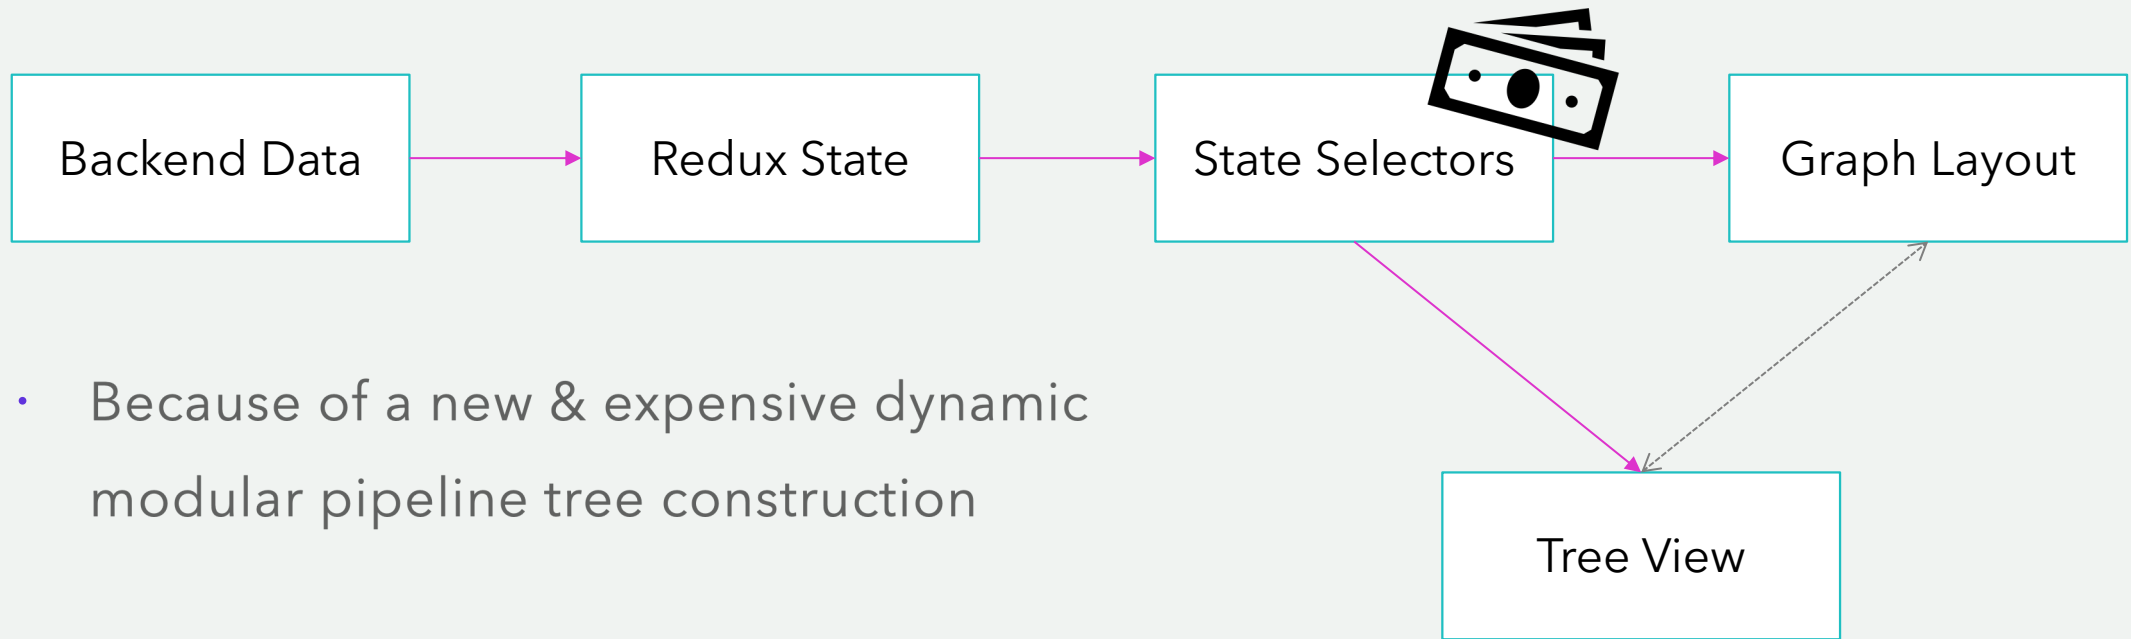 Backend Data
Redux State
State Selectors
Graph Layout
· Because of a new & expensive dynamic
modular pipeline tree construction
Tree View